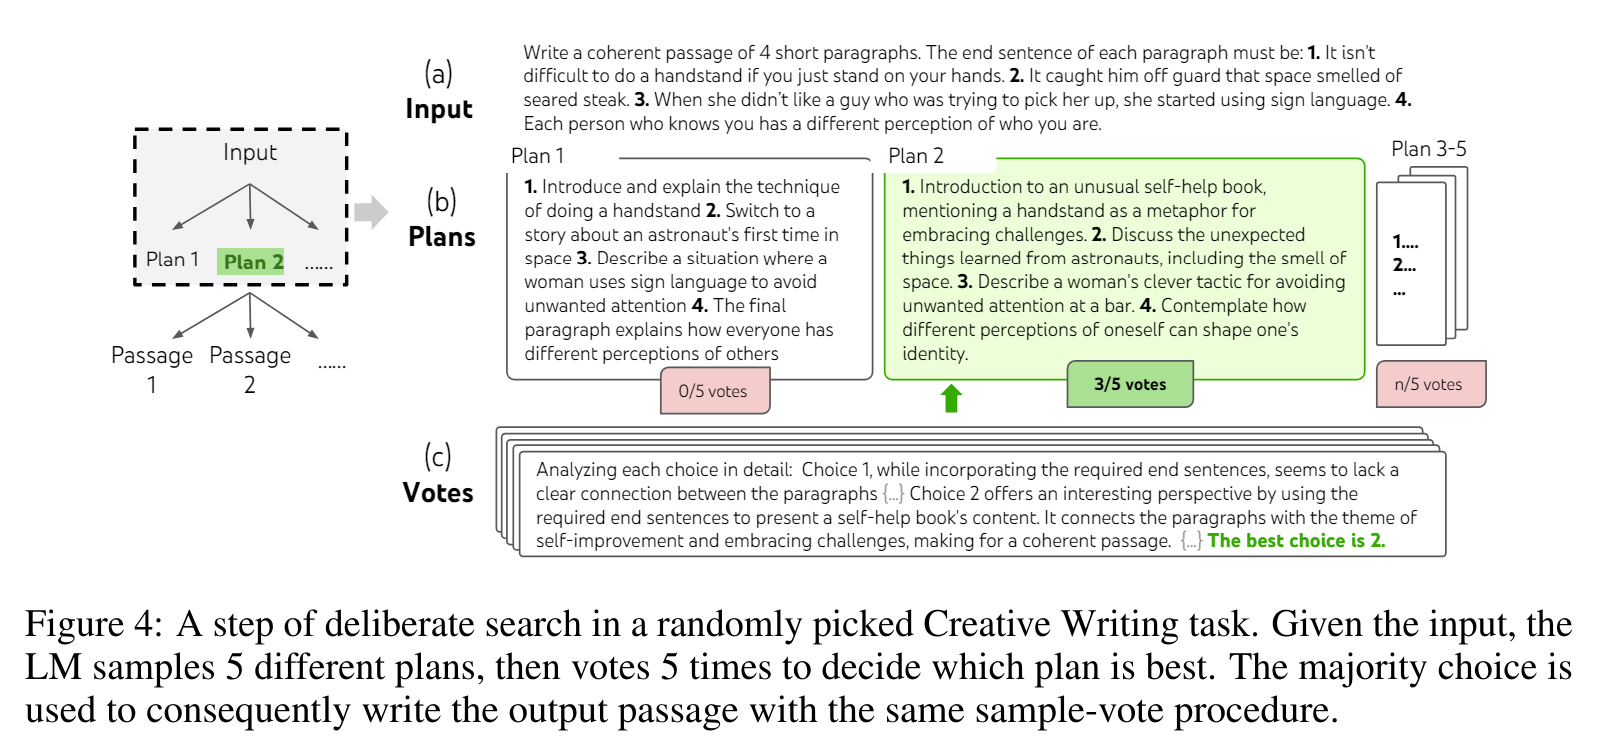 (a)
Input
Write a coherent passage of 4 short paragraphs. The end sentence of each paragraph must be: 1. It isn't
difficult to do a handstand if you just stand on your hands. 2. It caught him off guard that space smelled of
seared steak. 3. When she didn't like a guy who was trying to pick her up, she started using sign language. 4.
Each person who knows you has a different perception of who you are.
Input
Plan 1
Plan 2
......
Passage
1
Passage
2
......
(b)
Plans
Plan 1
1. Introduce and explain the technique
of doing a handstand 2. Switch to a
story about an astronaut's first time in
space 3. Describe a situation where a
woman uses sign language to avoid
unwanted attention 4. The final
paragraph explains how everyone has
different perceptions of others
0/5 votes
Plan 2
1. Introduction to an unusual self-help book,
mentioning a handstand as a metaphor for
embracing challenges. 2. Discuss the unexpected
things learned from astronauts, including the smell of
space. 3. Describe a woman's clever tactic for avoiding
unwanted attention at a bar. 4. Contemplate how
different perceptions of oneself can shape one's
identity.
3/5 votes
Plan 3-5
1....
2...
...
n/5 votes
(c)
Votes
Analyzing each choice in detail: Choice 1, while incorporating the required end sentences, seems to lack a
clear connection between the paragraphs {...} Choice 2 offers an interesting perspective by using the
required end sentences to present a self-help book's content. It connects the paragraphs with the theme of
self-improvement and embracing challenges, making for a coherent passage. {...} The best choice is 2.
Figure 4: A step of deliberate search in a randomly picked Creative Writing task. Given the input, the
LM samples 5 different plans, then votes 5 times to decide which plan is best. The majority choice is
used to consequently write the output passage with the same sample-vote procedure.